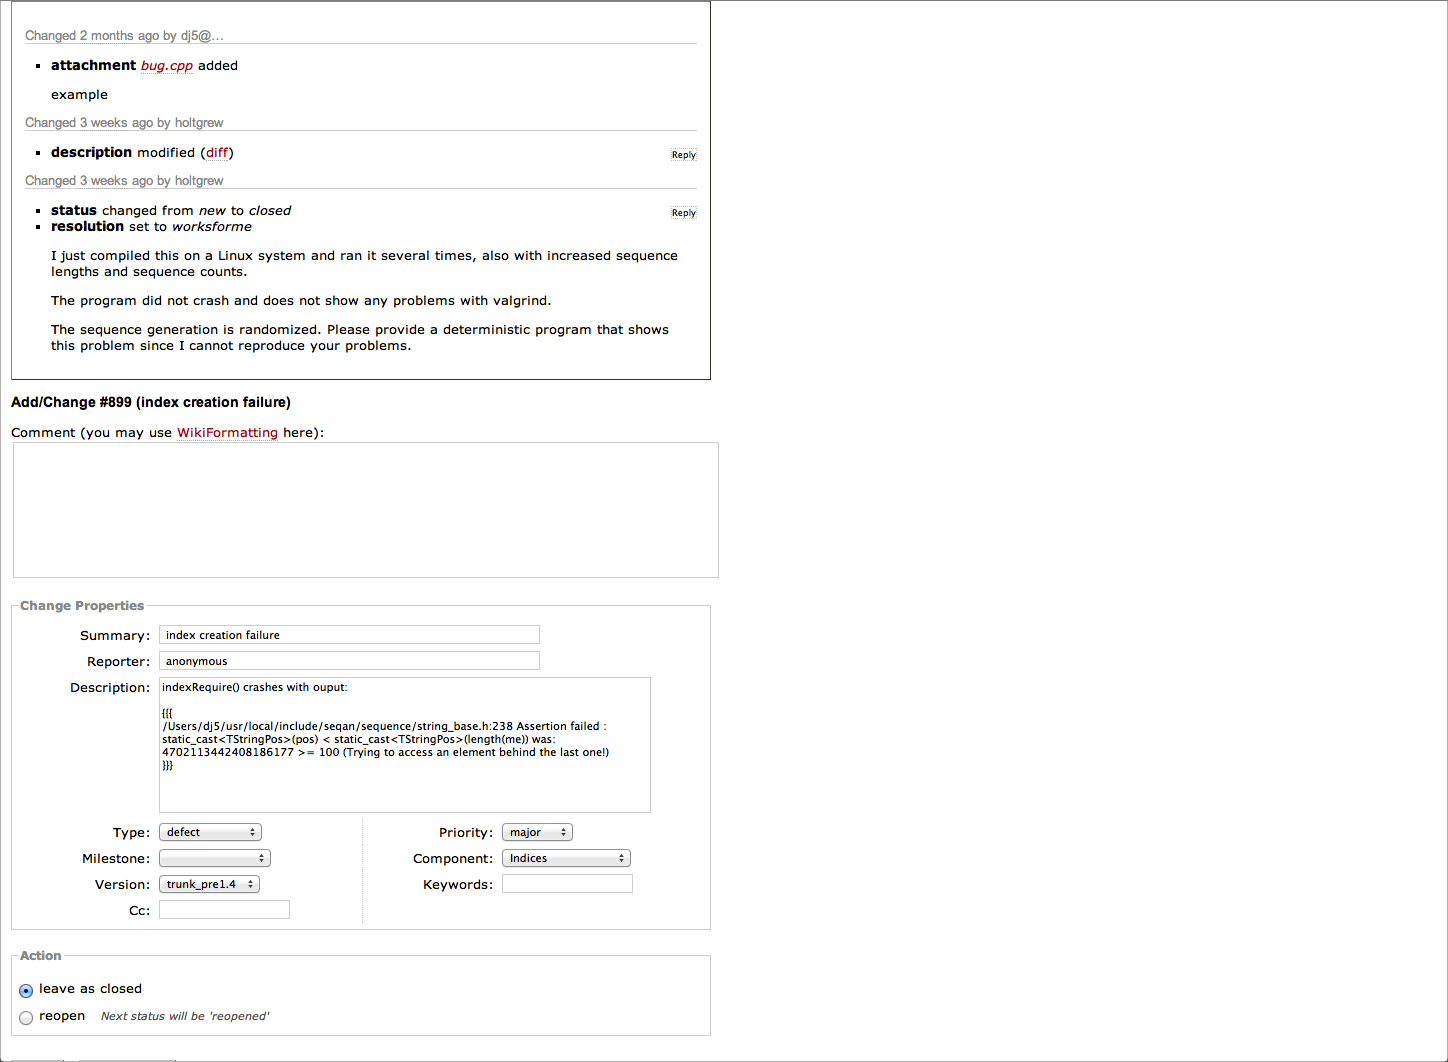 Changed 2 months ago by dj5@…
attachment bug.cpp added
example
Changed 3 weeks ago by holtgrew
description modified (diff)
Reply
Changed 3 weeks ago by holtgrew
status changed from new to closed
Reply
resolution set to worksforme
I just compiled this on a Linux system and ran it several times, also with increased sequence
lengths and sequence counts.
The program did not crash and does not show any problems with valgrind.
The sequence generation is randomized. Please provide a deterministic program that shows
this problem since I cannot reproduce your problems.
Add/Change #899 (index creation failure)
Comment (you may use WikiFormatting here):
Change Properties
Summary: index creation failure
Reporter: anonymous
Description: indexRequire() crashes with ouput:
{{{
/Users/dj5/usr/local/include/seqan/sequence/string_base.h:238 Assertion failed :
static_cast<TStringPos>(pos) < static_cast<TStringPos>(length(me)) was:
4702113442408186177 >= 100 (Trying to access an element behind the last one!)
}}}
Type: defect Priority: major
Milestone: Component: Indices
Version: trunk_pre1.4 Keywords:
Cc:
Action
leave as closed
reopen Next status will be 'reopened'